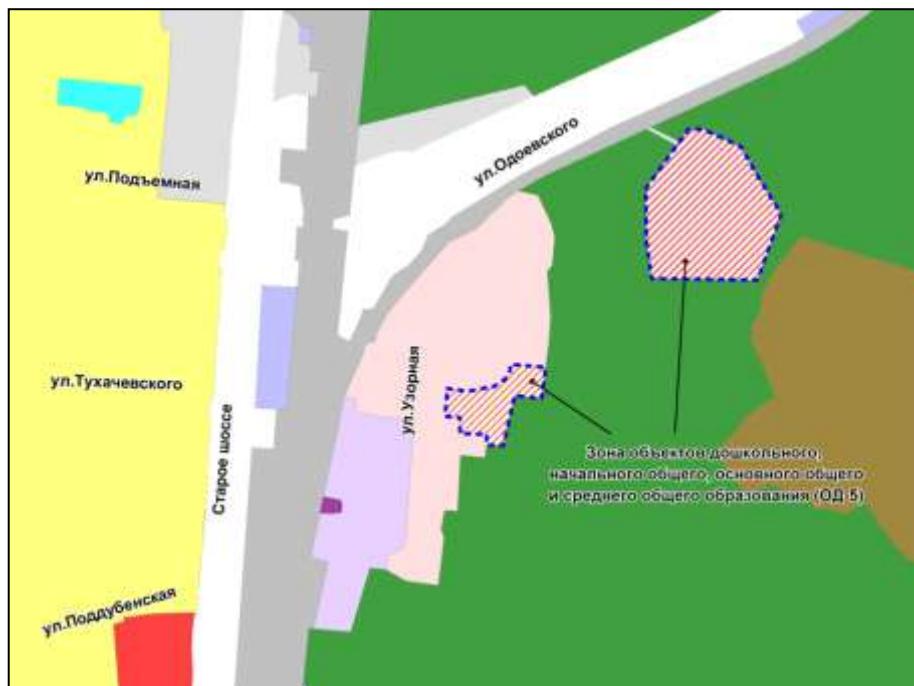 ул.Одоевского
ул.Подъемная
ул.Тухачевского
ул.Узорная
Старое шоссе
Зона объектов дошкольного,
начального общего, основного общего
и среднего общего образования (ОД 5)
ул.Поддубенская